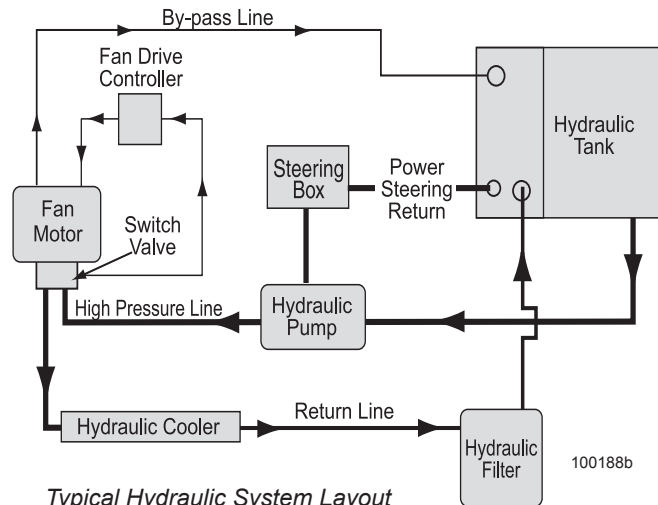 By-pass Line
Fan Drive
Controller
Hydraulic
Tank
Steering
Box
Power
Steering
Return
Fan
Motor
Switch
Valve
High Pressure Line
Hydraulic
Pump
Hydraulic Cooler
Return Line
Hydraulic
Filter
100188b
Typical Hydraulic System Layout